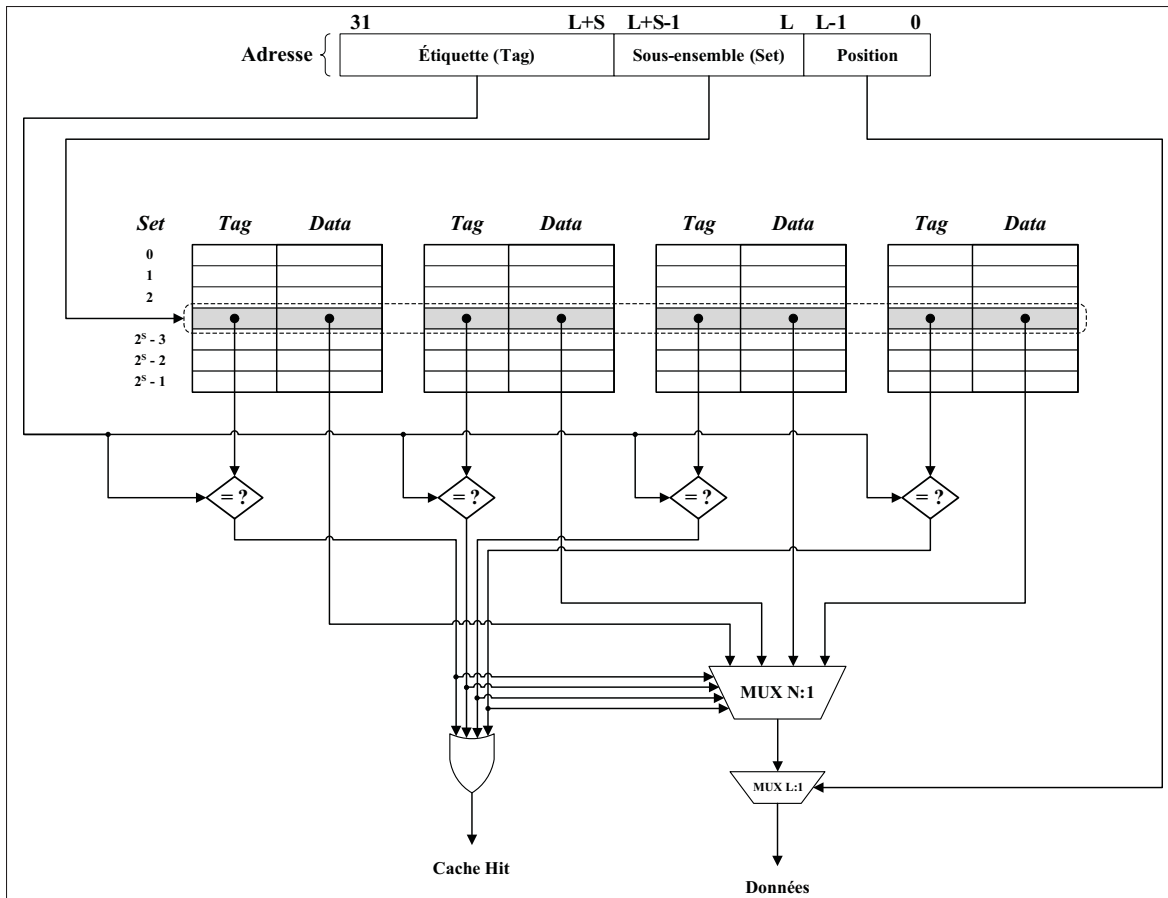 31 L+S L+S-1 L L-1 0
Adresse Étiquette (Tag) Sous-ensemble (Set) Position
Set Tag Data Tag Data Tag Data Tag Data
0
1
2
2^S - 3
2^S - 2
2^S - 1
= ? = ? = ? = ?
MUX N:1
MUX L:1
Cache Hit
Données